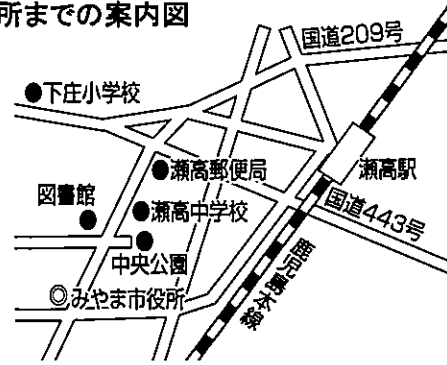 所までの案内図
国道209号
下庄小学校
瀬高郵便局
瀬高駅
図書館
瀬高中学校
国道443号
中央公園
鹿児島本線
みやま市役所